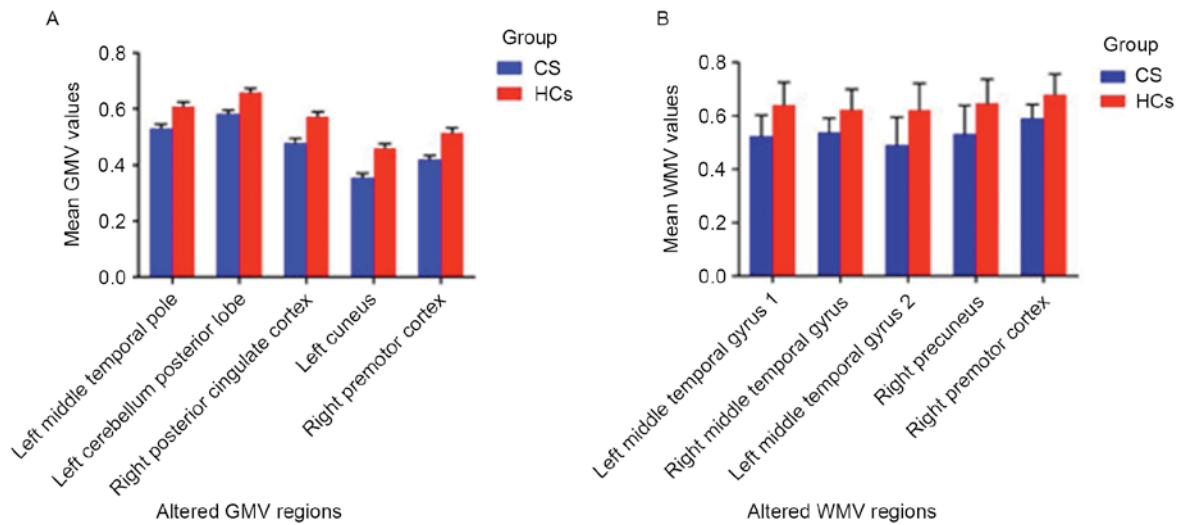 A
Group
CS
HCs
Mean GMV values
0.8
0.6
0.4
0.2
0.0
Left middle temporal pole
Left cerebellum posterior lobe
Right posterior cingulate cortex
Left cuneus
Right premotor cortex
Altered GMV regions
B
Group
CS
HCs
Mean WMV values
0.8
0.6
0.4
0.2
0.0
Left middle temporal gyrus 1
Right middle temporal gyrus
Left middle temporal gyrus 2
Right precuneus
Right premotor cortex
Altered WMV regions